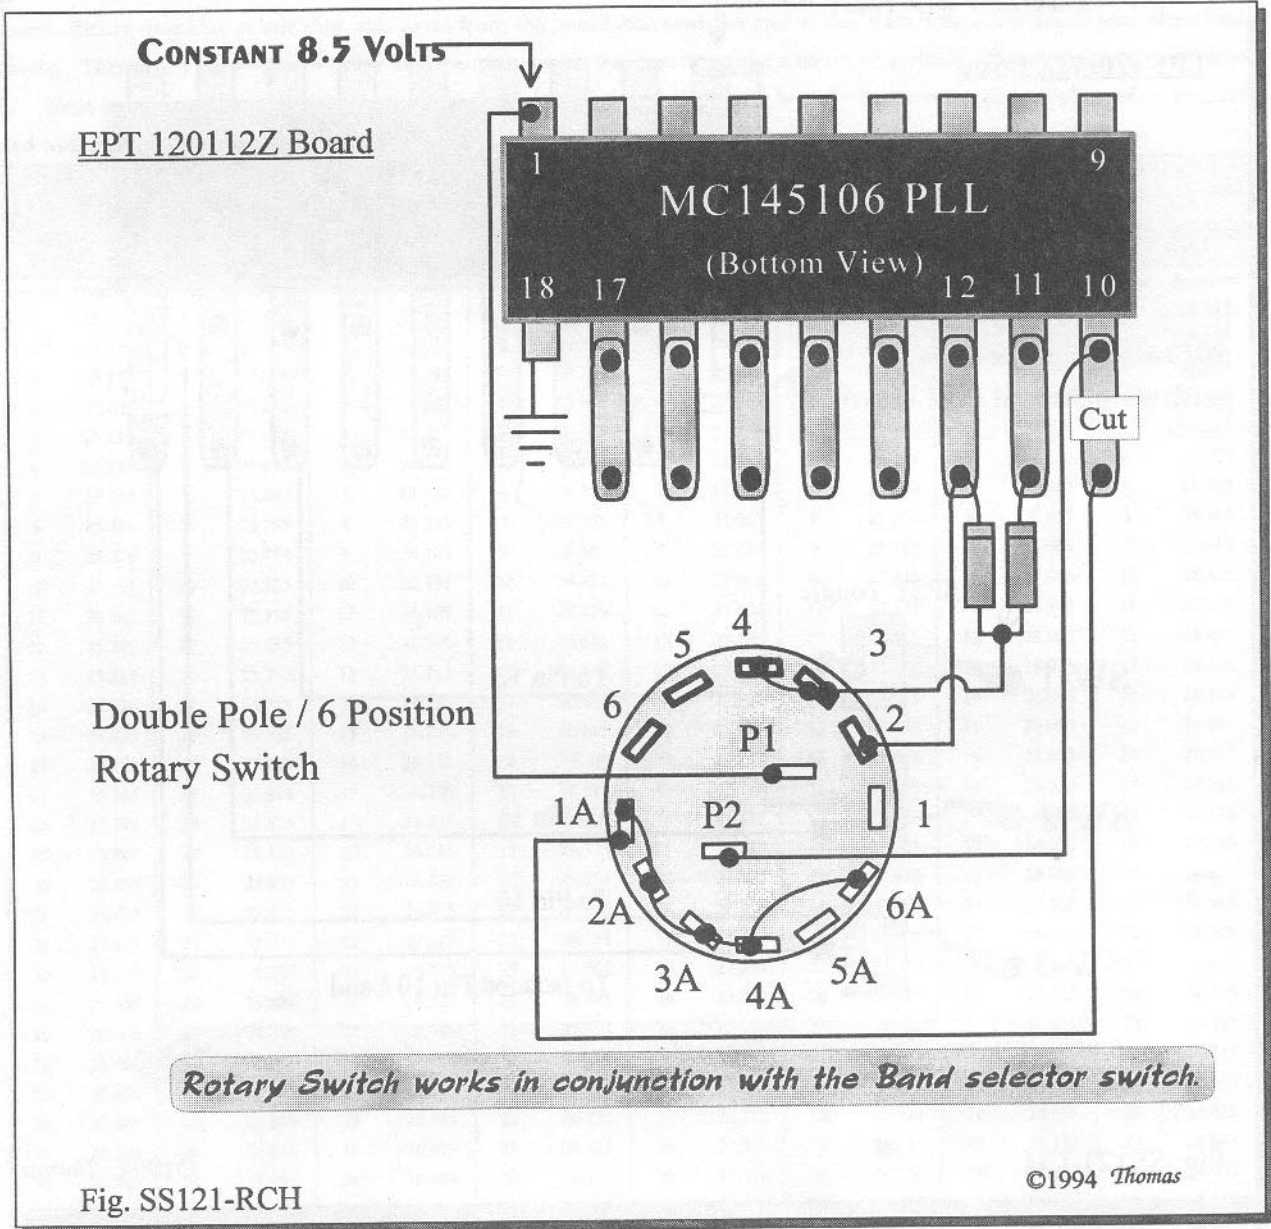 CONSTANT 8.5 VOLTS
EPT 120112Z Board
1 9
MC145106 PLL
(Bottom View)
18 17 12 11 10
Cut
4
5 3
6 2
Double Pole / 6 Position
Rotary Switch
P1
1A P2 1
2A 6A
3A 5A
4A
Rotary Switch works in conjunction with the Band selector switch.
©1994 Thomas
Fig. SS121-RCH